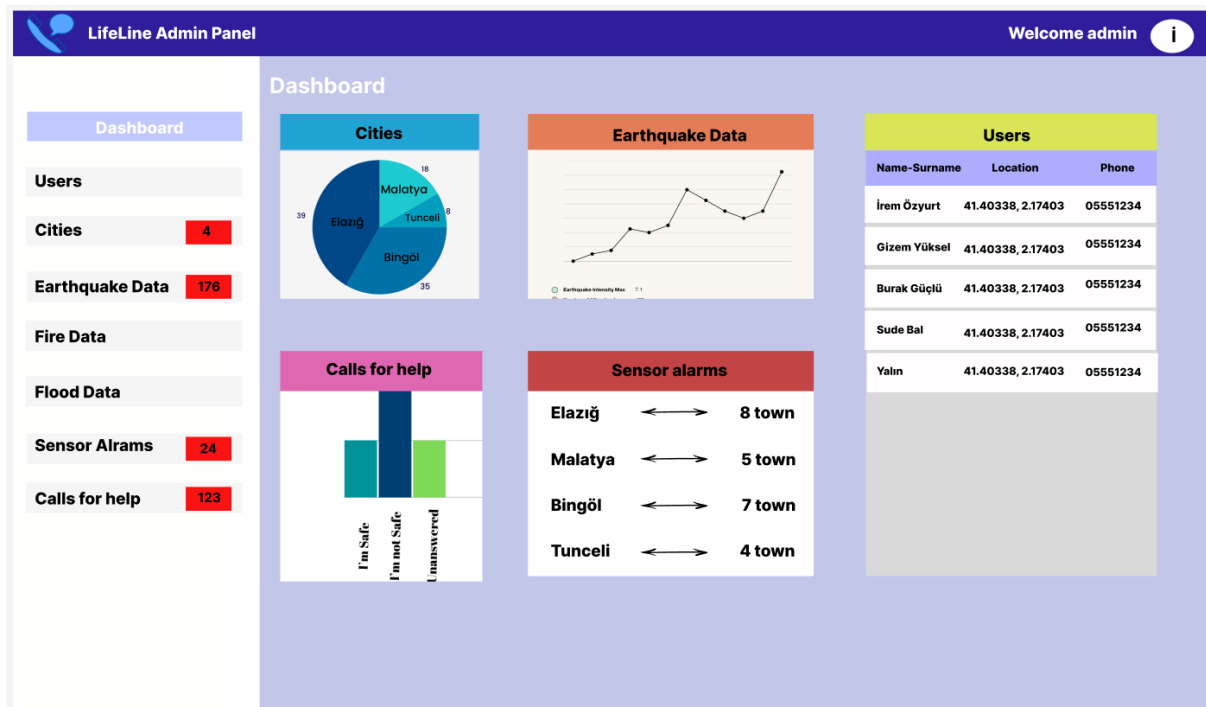 LifeLine Admin Panel
Welcome admin
i
Dashboard
Dashboard
Users
Cities
4
Earthquake Data
176
Fire Data
Flood Data
Sensor Alrams
24
Calls for help
123
Cities
18
Malatya
8
Tunceli
39
Elazığ
Bingöl
35
Earthquake Data
Earthquake Intensity Max 7.1
Users
Name-Surname Location Phone
İrem Özyurt 41.40338, 2.17403 05551234
Gizem Yüksel 41.40338, 2.17403 05551234
Burak Güçlü 41.40338, 2.17403 05551234
Sude Bal 41.40338, 2.17403 05551234
Yalın 41.40338, 2.17403 05551234
Calls for help
I'm Safe
I'm not Safe
Unanswered
Sensor alarms
Elazığ 8 town
Malatya 5 town
Bingöl 7 town
Tunceli 4 town